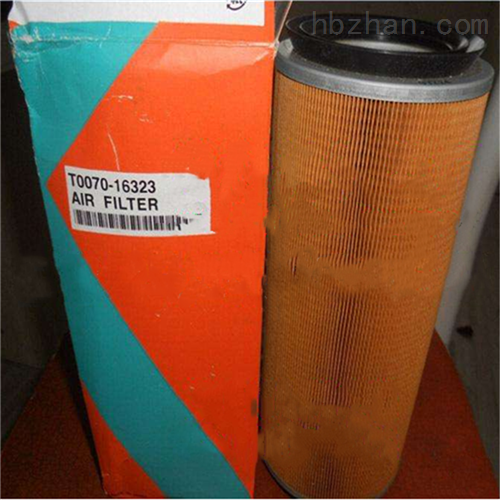 hbzhan.com
T0070-16323
AIR FILTER